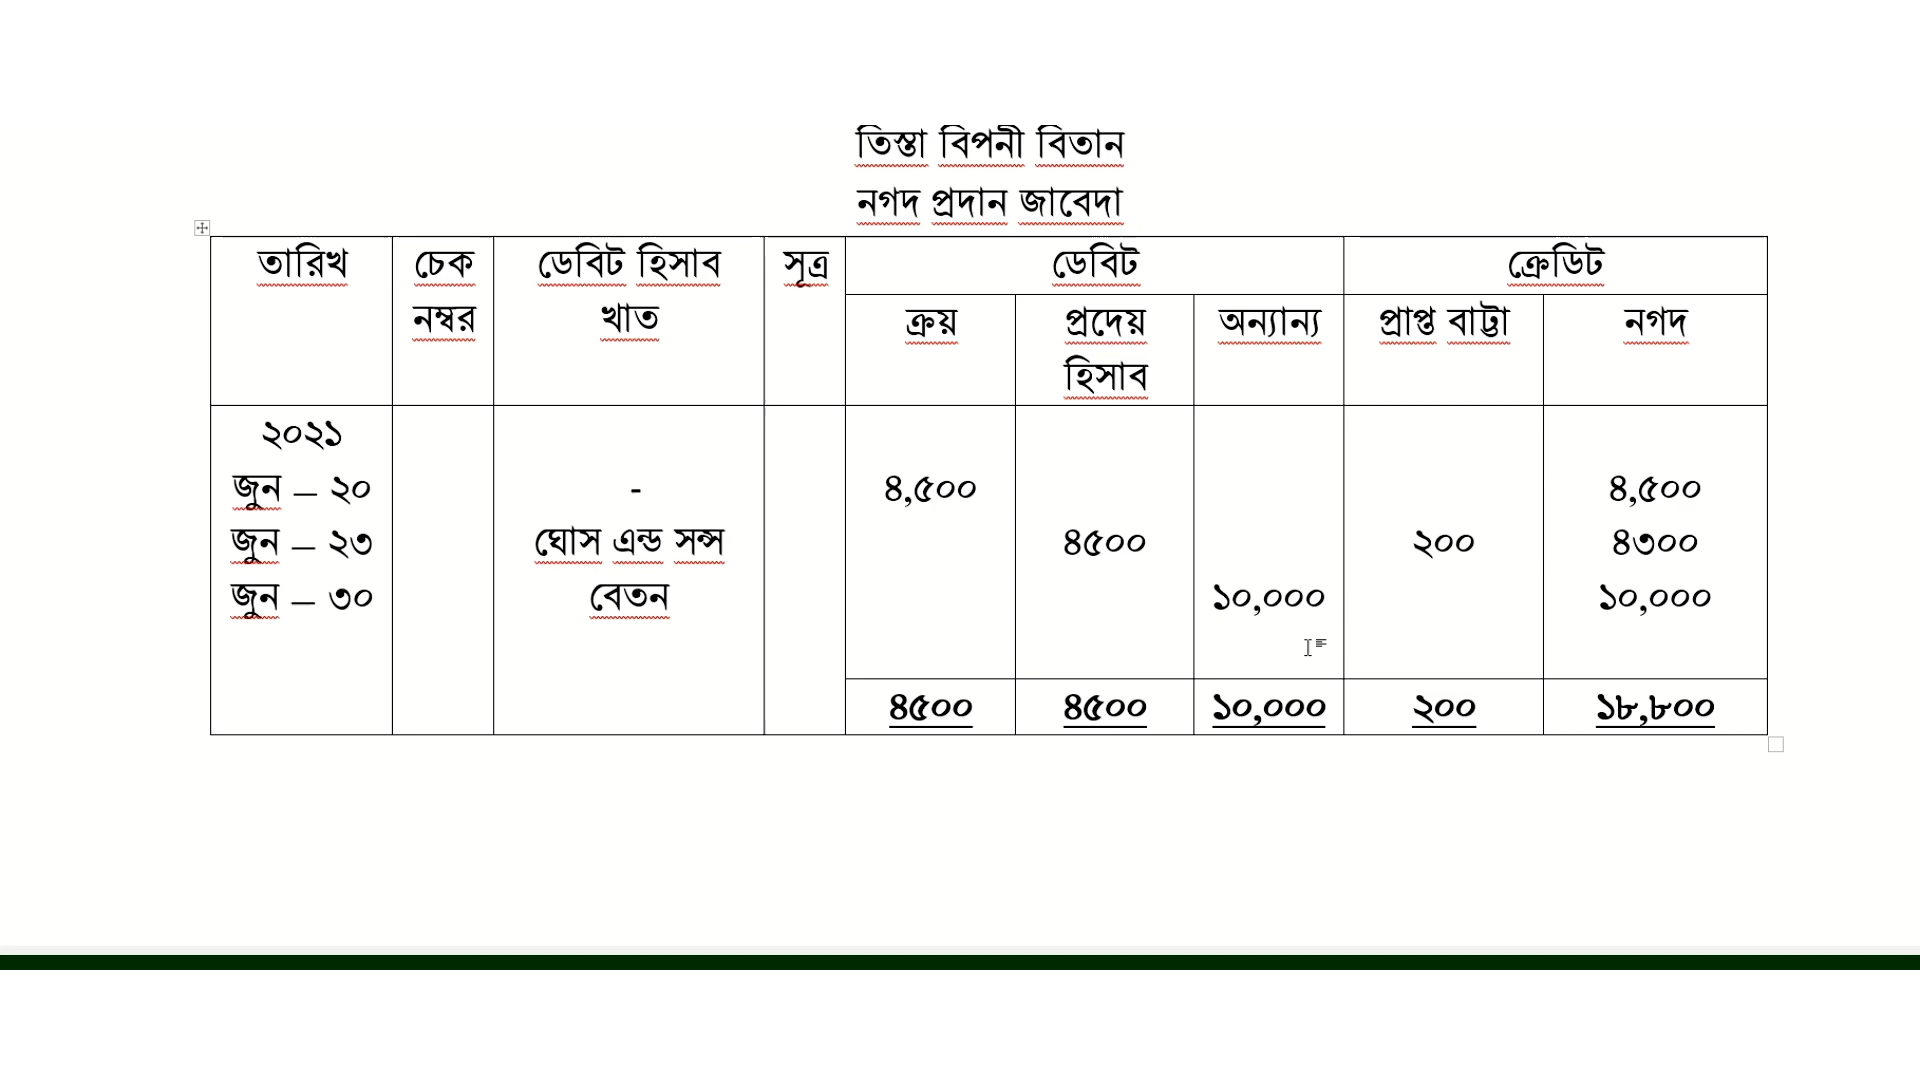 তিস্তা বিপনী বিতান
নগদ প্রদান জাবেদা
তারিখ চেক নম্বর ডেবিট হিসাব খাত সূত্র ডেবিট ক্রেডিট
ক্রয় প্রদেয় হিসাব অন্যান্য প্রাপ্ত বাট্টা নগদ
২০২১
জুন – ২০ - ৪,৫০০ ৪,৫০০
জুন – ২৩ ঘোস এন্ড সন্স ৪৫০০ ২০০ ৪৩০০
জুন – ৩০ বেতন ১০,০০০ ১০,০০০
৪৫০০ ৪৫০০ ১০,০০০ ২০০ ১৮,৮০০